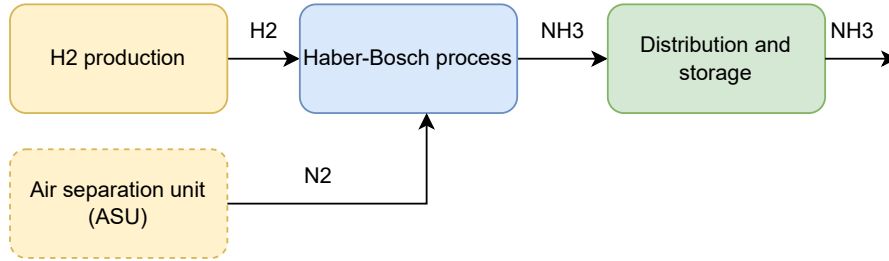 H2 production
H2
Haber-Bosch process
NH3
Distribution and
storage
NH3
Air separation unit
(ASU)
N2